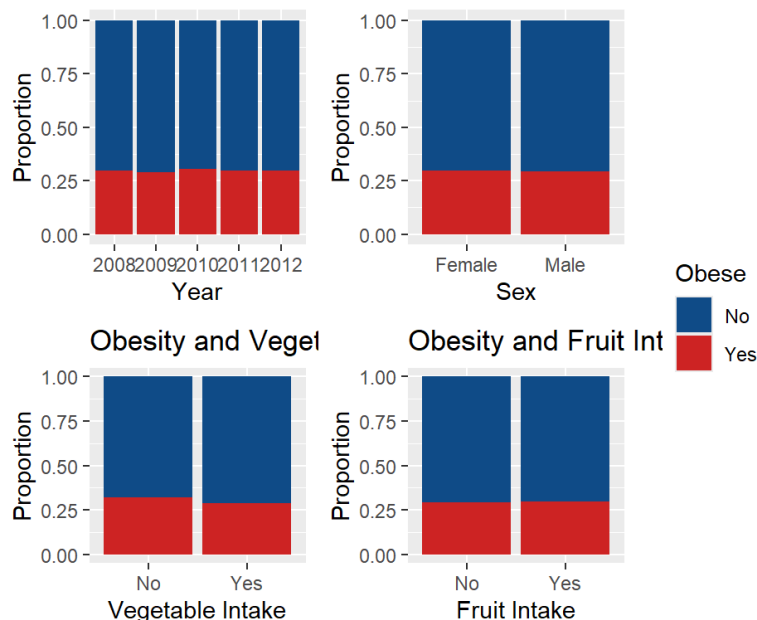 1.00
0.75
0.50
0.25
0.00
Proportion
2008 2009 2010 2011 2012
Year
1.00
0.75
0.50
0.25
0.00
Proportion
Female Male
Sex
Obese
No
Yes
Obesity and Veget
1.00
0.75
0.50
0.25
0.00
Proportion
No Yes
Vegetable Intake
Obesity and Fruit Int
1.00
0.75
0.50
0.25
0.00
Proportion
No Yes
Fruit Intake